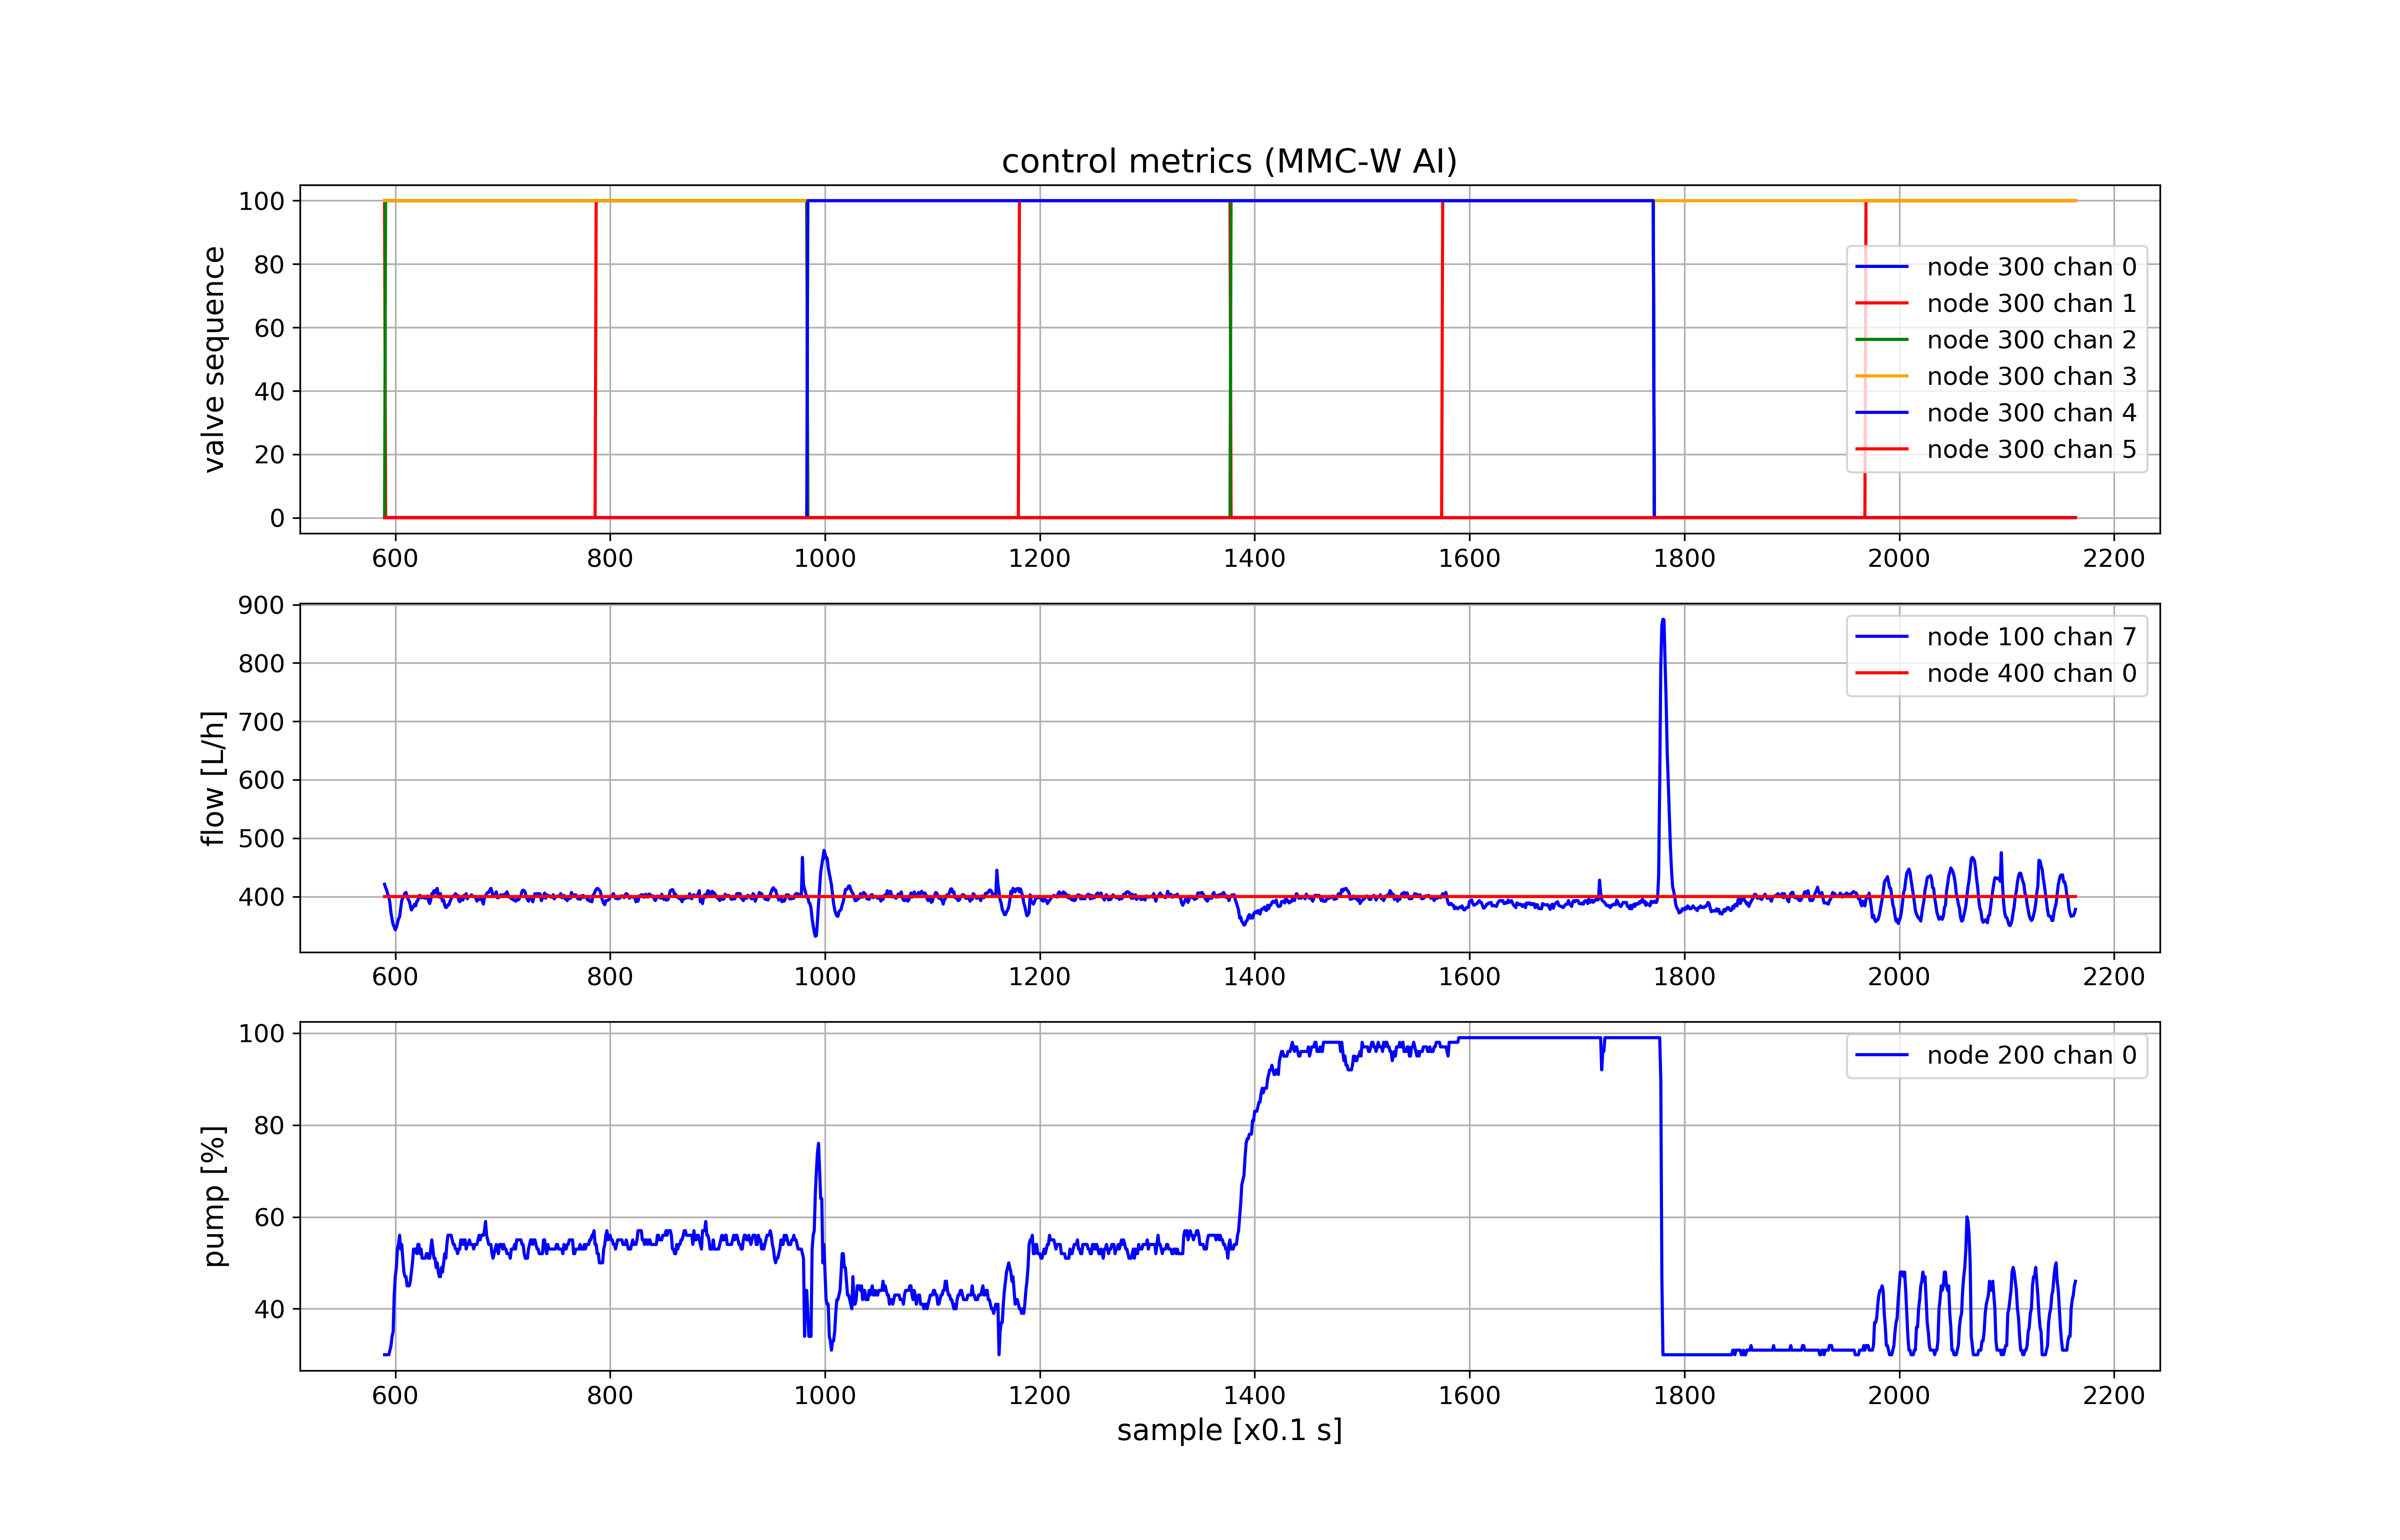 control metrics (MMC-W AI)
valve sequence
100
80
60
40
20
0
node 300 chan 0
node 300 chan 1
node 300 chan 2
node 300 chan 3
node 300 chan 4
node 300 chan 5
600 800 1000 1200 1400 1600 1800 2000 2200
flow [L/h]
900
800
700
600
500
400
node 100 chan 7
node 400 chan 0
600 800 1000 1200 1400 1600 1800 2000 2200
pump [%]
100
80
60
40
node 200 chan 0
600 800 1000 1200 1400 1600 1800 2000 2200
sample [x0.1 s]